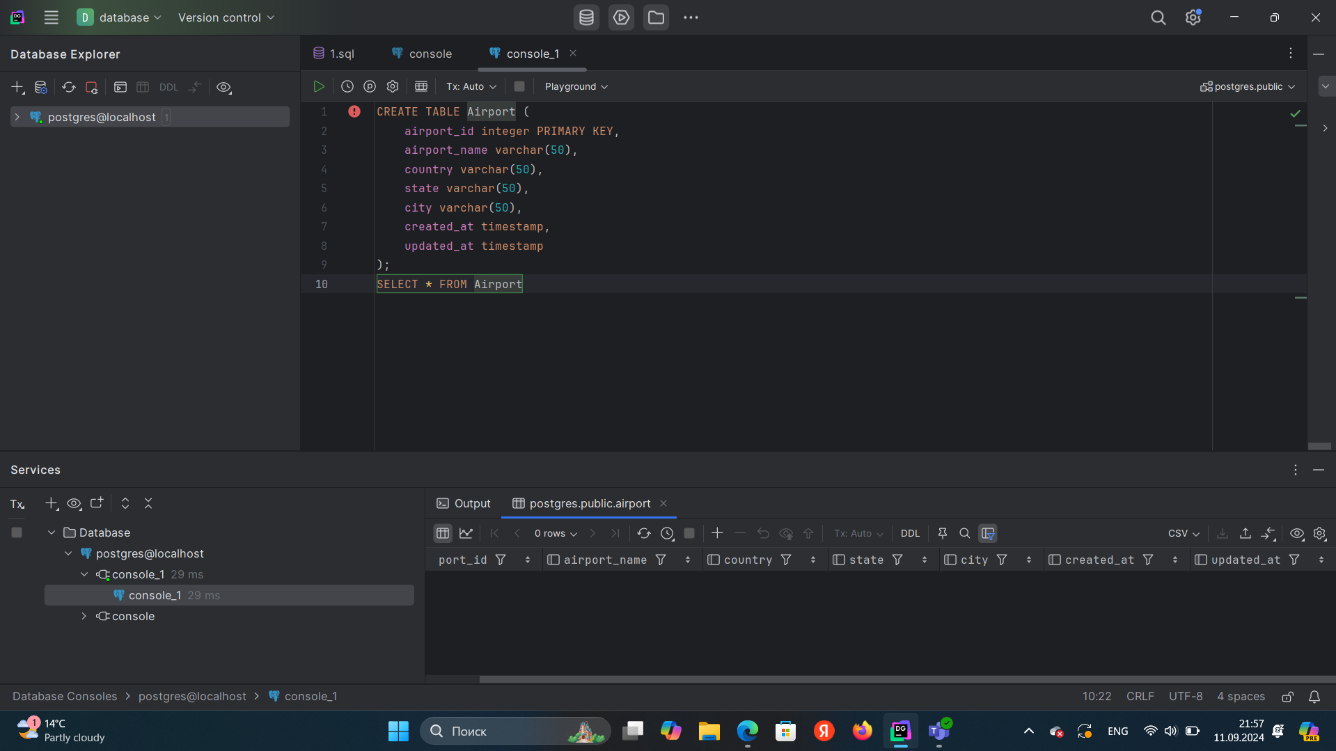 D database Version control
Database Explorer
1.sql console console_1
DDL
Tx: Auto Playground postgres.public
postgres@localhost 1
1 CREATE TABLE Airport (
2 airport_id integer PRIMARY KEY,
3 airport_name varchar(50),
4 country varchar(50),
5 state varchar(50),
6 city varchar(50),
7 created_at timestamp,
8 updated_at timestamp
9 );
10 SELECT * FROM Airport
Services
Tx
Output postgres.public.airport
Database
postgres@localhost
console_1 29 ms
console_1 29 ms
console
0 rows Tx: Auto DDL CSV
port_id airport_name country state city created_at updated_at
Database Consoles postgres@localhost console_1 10:22 CRLF UTF-8 4 spaces
1 14°C
Partly cloudy
Поиск
ENG
21:57
11.09.2024